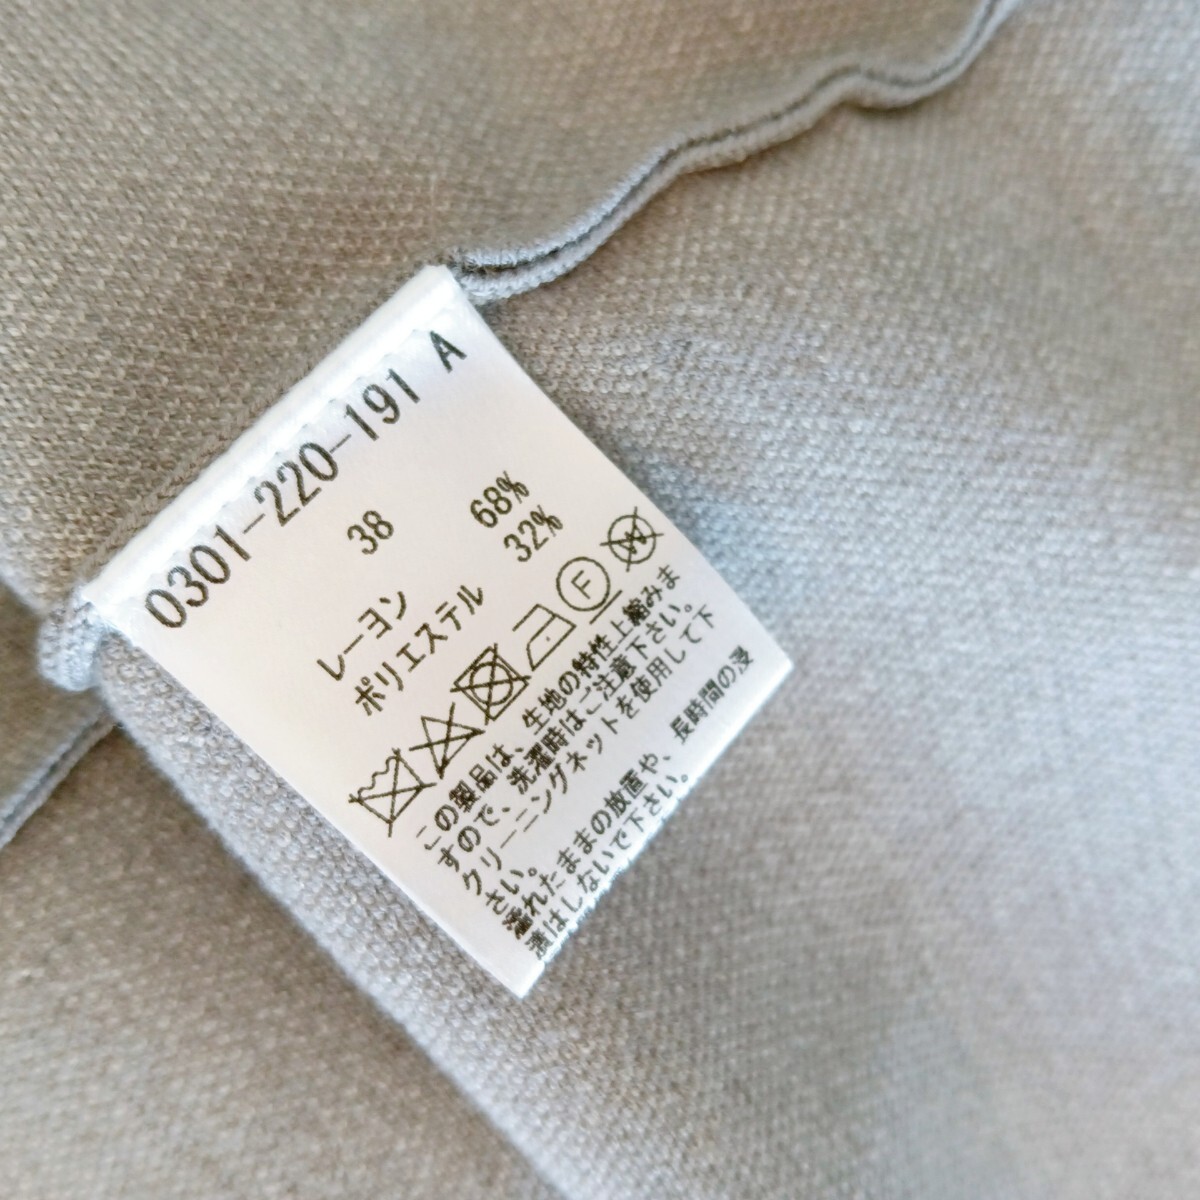 0301-220-191 A
38
レーヨン 68%
ポリエステル 32%
F W
この製品は、生地の特性上縮みま
すので、洗濯時はご注意下さい。
クリーニングネットを使用して下
さい。
濡れたままの放置や、長時間の浸
漬はしないで下さい。